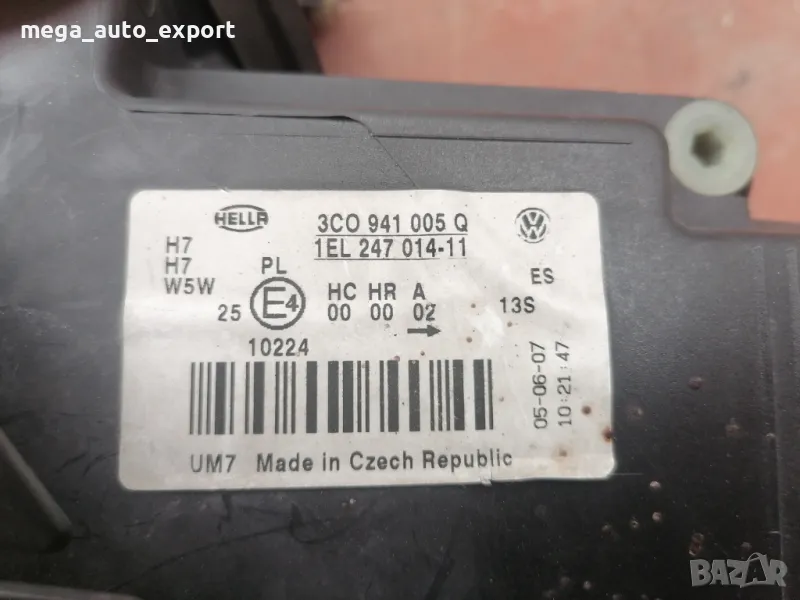 mega_auto_export
HELLA
3C0 941 005 Q
1EL 247 014-11
H7
H7
W5W
PL
25
E4
HC HR A
00 00 02
ES
13S
10224
05-06-07
10:21:47
UM7 Made in Czech Republic
BAZAR